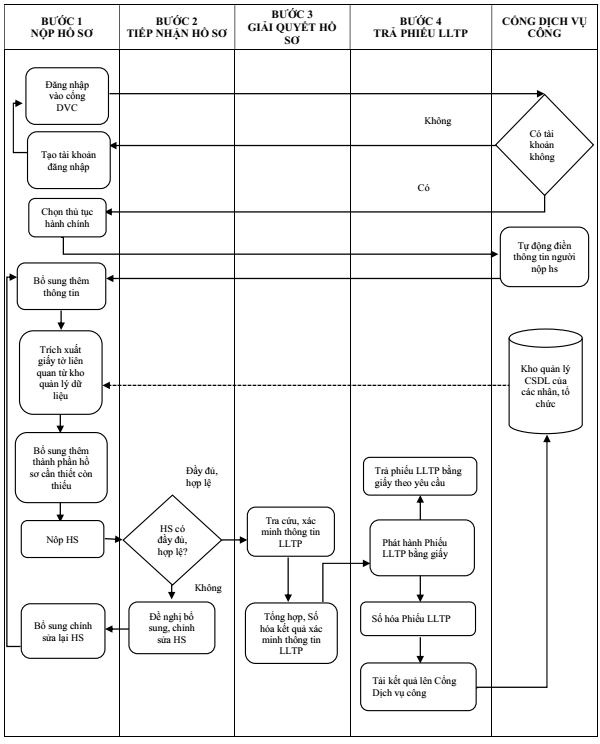 BƯỚC 1
NỘP HỒ SƠ
BƯỚC 2
TIẾP NHẬN HỒ SƠ
BƯỚC 3
GIẢI QUYẾT HỒ
SƠ
BƯỚC 4
TRẢ PHIẾU LLTP
CỔNG DỊCH VỤ
CÔNG
Đăng nhập
vào cổng
DVC
Không
Có tài
khoản
không
Tạo tài khoản
đăng nhập
Có
Chọn thủ tục
hành chính
Tự động điền
thông tin người
nộp hs
Bổ sung thêm
thông tin
Trích xuất
giấy tờ liên
quan từ kho
quản lý dữ
liệu
Kho quản lý
CSDL của
các nhân, tổ
chức
Bổ sung thêm
thành phần hồ
sơ cần thiết còn
thiếu
Đầy đủ,
hợp lệ
Trả phiếu LLTP bằng
giấy theo yêu cầu
Nộp HS
HS có
đầy đủ,
hợp lệ?
Tra cứu, xác
minh thông tin
LLTP
Phát hành Phiếu
LLTP bằng giấy
Không
Bổ sung chỉnh
sửa lại HS
Đề nghị bổ
sung, chỉnh
sửa HS
Tổng hợp, Số
hóa kết quả xác
minh thông tin
LLTP
Số hóa Phiếu LLTP
Tải kết quả lên Cổng
Dịch vụ công